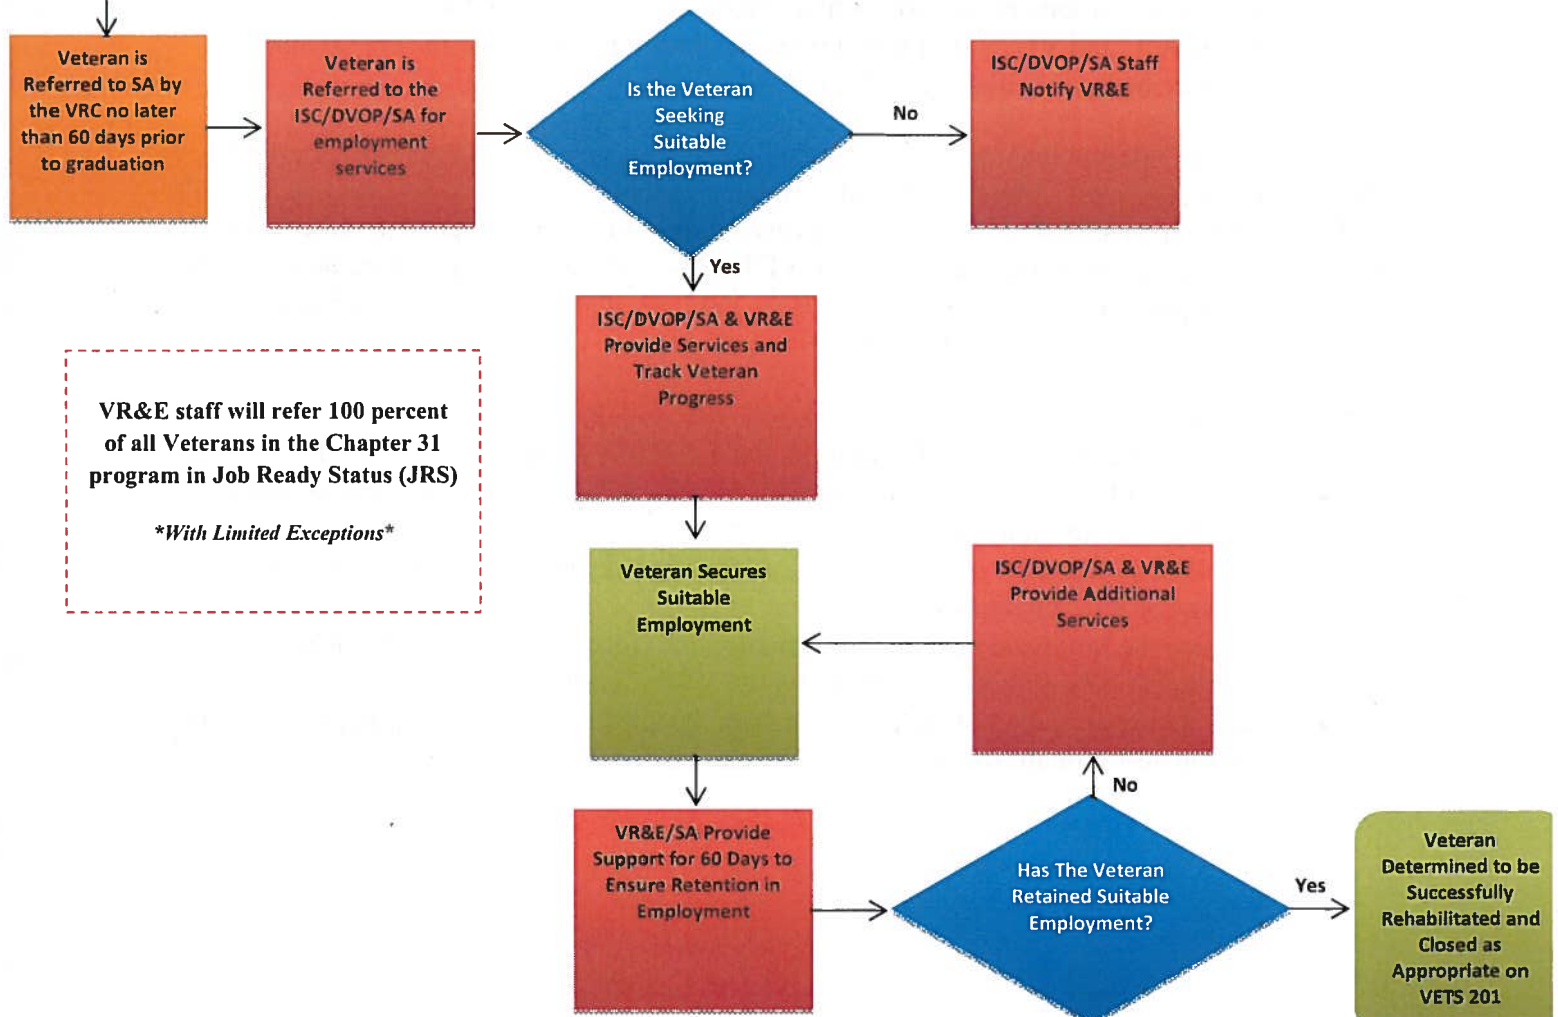 Veteran is
Referred to SA by
the VRC no later
than 60 days prior
to graduation
Veteran is
Referred to the
ISC/DVOP/SA for
employment
services
Is the Veteran
Seeking
Suitable
Employment?
No
ISC/DVOP/SA Staff
Notify VR&E
Yes
ISC/DVOP/SA & VR&E
Provide Services and
Track Veteran
Progress
VR&E staff will refer 100 percent
of all Veterans in the Chapter 31
program in Job Ready Status (JRS)
*With Limited Exceptions*
Veteran Secures
Suitable
Employment
ISC/DVOP/SA & VR&E
Provide Additional
Services
No
VR&E/SA Provide
Support for 60 Days to
Ensure Retention in
Employment
Has The Veteran
Retained Suitable
Employment?
Yes
Veteran
Determined to be
Successfully
Rehabilitated and
Closed as
Appropriate on
VETS 201